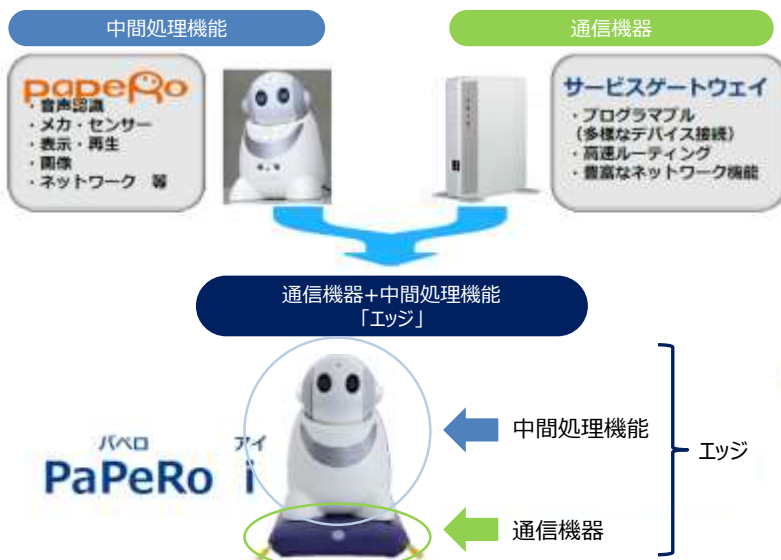 中間処理機能
通信機器
PaPeRo
・音声認識
・メカ・センサー
・表示・再生
・画像
・ネットワーク 等
サービスゲートウェイ
・プログラマブル
（多様なデバイス接続）
・高速ルーティング
・豊富なネットワーク機能
通信機器+中間処理機能
「エッジ」
中間処理機能
エッジ
パペロ アイ
PaPeRo i
通信機器